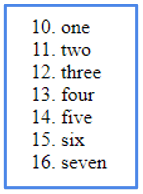 10. one
11. two
12. three
13. four
14. five
15. six
16. seven